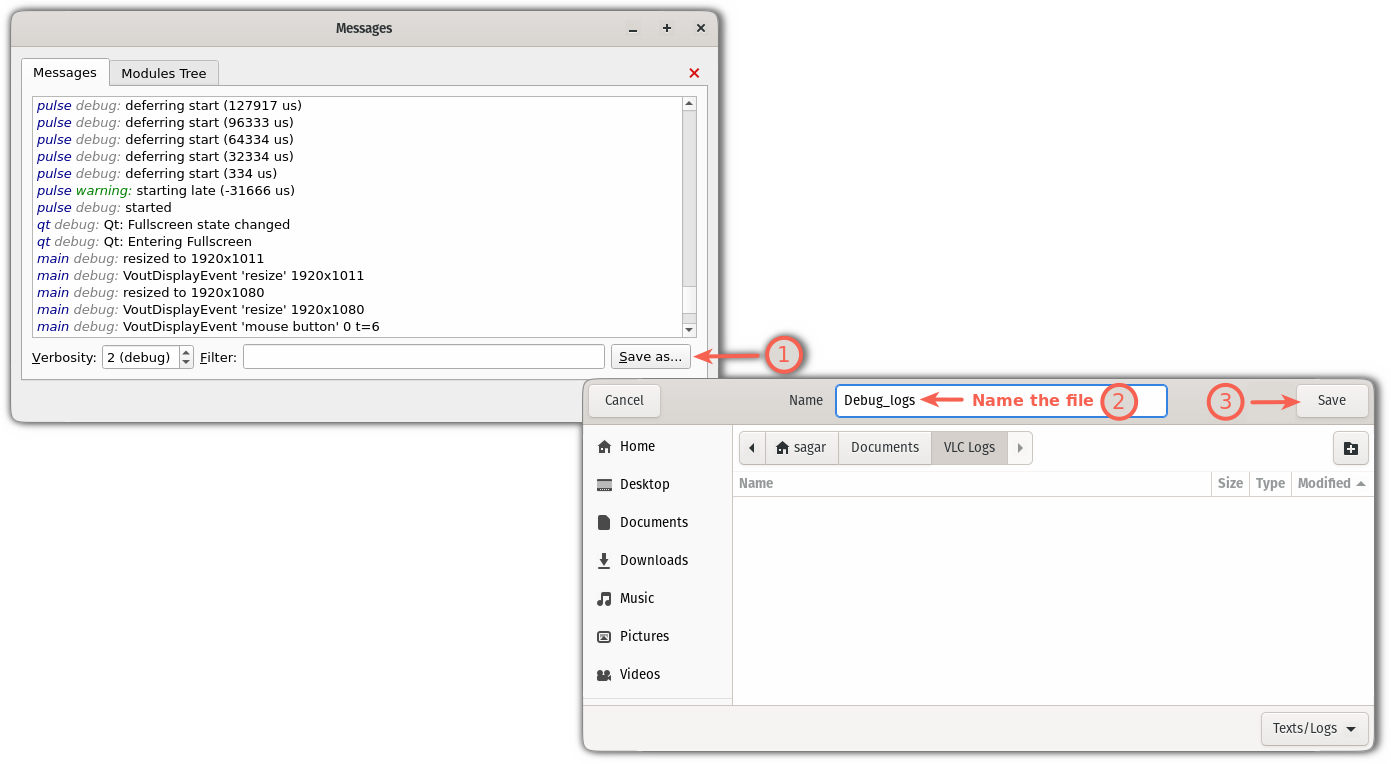 Messages
Messages Modules Tree
pulse debug: deferring start (127917 us)
pulse debug: deferring start (96333 us)
pulse debug: deferring start (64334 us)
pulse debug: deferring start (32334 us)
pulse debug: deferring start (334 us)
pulse warning: starting late (-31666 us)
pulse debug: started
qt debug: Qt: Fullscreen state changed
qt debug: Qt: Entering Fullscreen
main debug: resized to 1920x1011
main debug: VoutDisplayEvent 'resize' 1920x1011
main debug: resized to 1920x1080
main debug: VoutDisplayEvent 'resize' 1920x1080
main debug: VoutDisplayEvent 'mouse button' 0 t=6
Verbosity: 2 (debug) Filter: Save as... 1
Cancel Name Debug_logs Name the file 2 3 Save
Home
Desktop
Documents
Downloads
Music
Pictures
Videos
sagar Documents VLC Logs
Name Size Type Modified
Texts/Logs